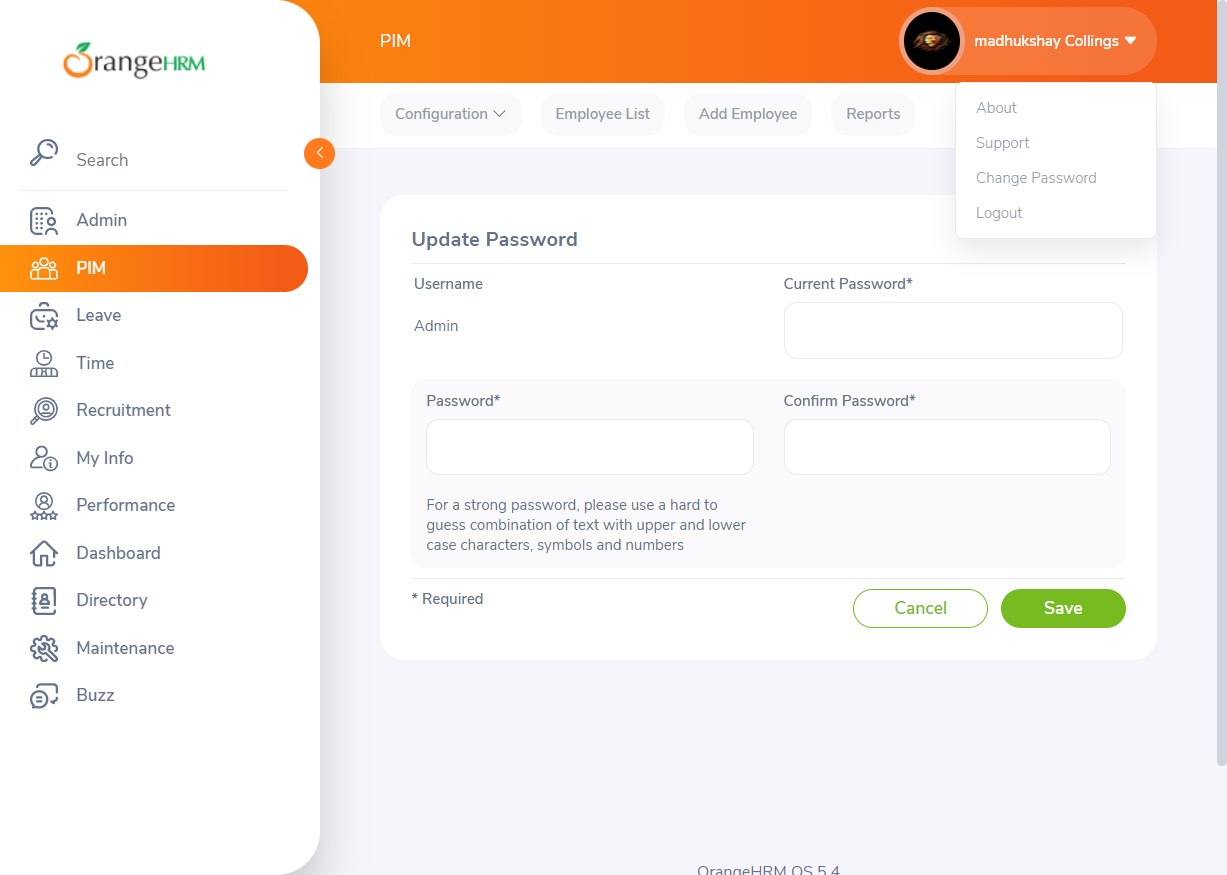 OrangeHRM
Search
Admin
PIM
Leave
Time
Recruitment
My Info
Performance
Dashboard
Directory
Maintenance
Buzz
PIM
madhukshay Collings
About
Support
Change Password
Logout
Configuration
Employee List
Add Employee
Reports
Update Password
Username
Current Password*
Admin
Password*
Confirm Password*
For a strong password, please use a hard to
guess combination of text with upper and lower
case characters, symbols and numbers
* Required
Cancel
Save
OrangeHRM OS 5.4